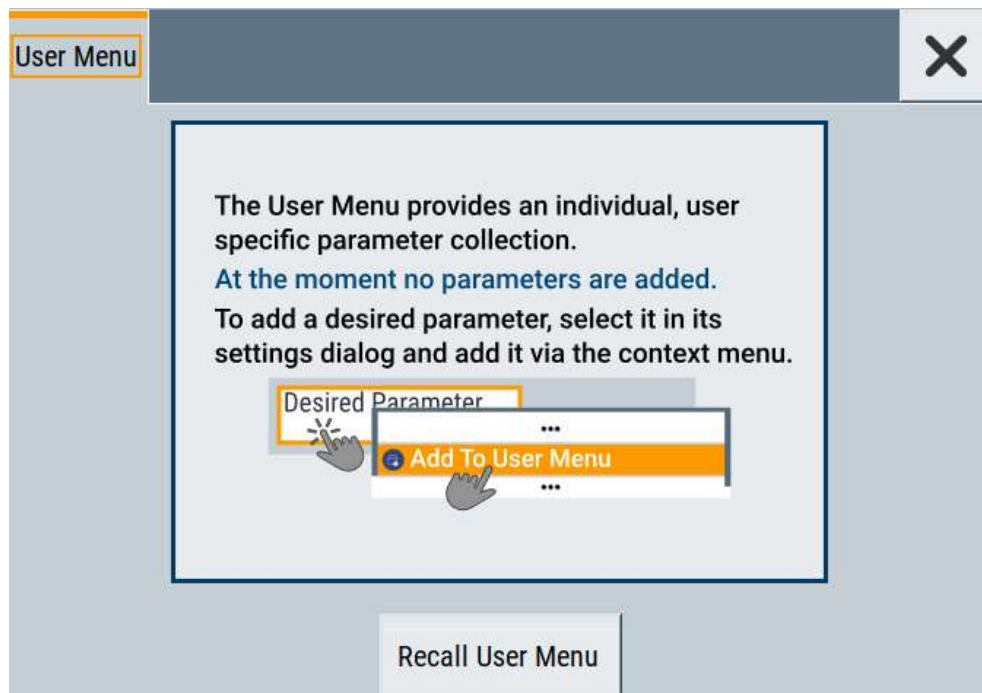 User Menu
The User Menu provides an individual, user
specific parameter collection.
At the moment no parameters are added.
To add a desired parameter, select it in its
settings dialog and add it via the context menu.
Desired Parameter
...
Add To User Menu
...
Recall User Menu